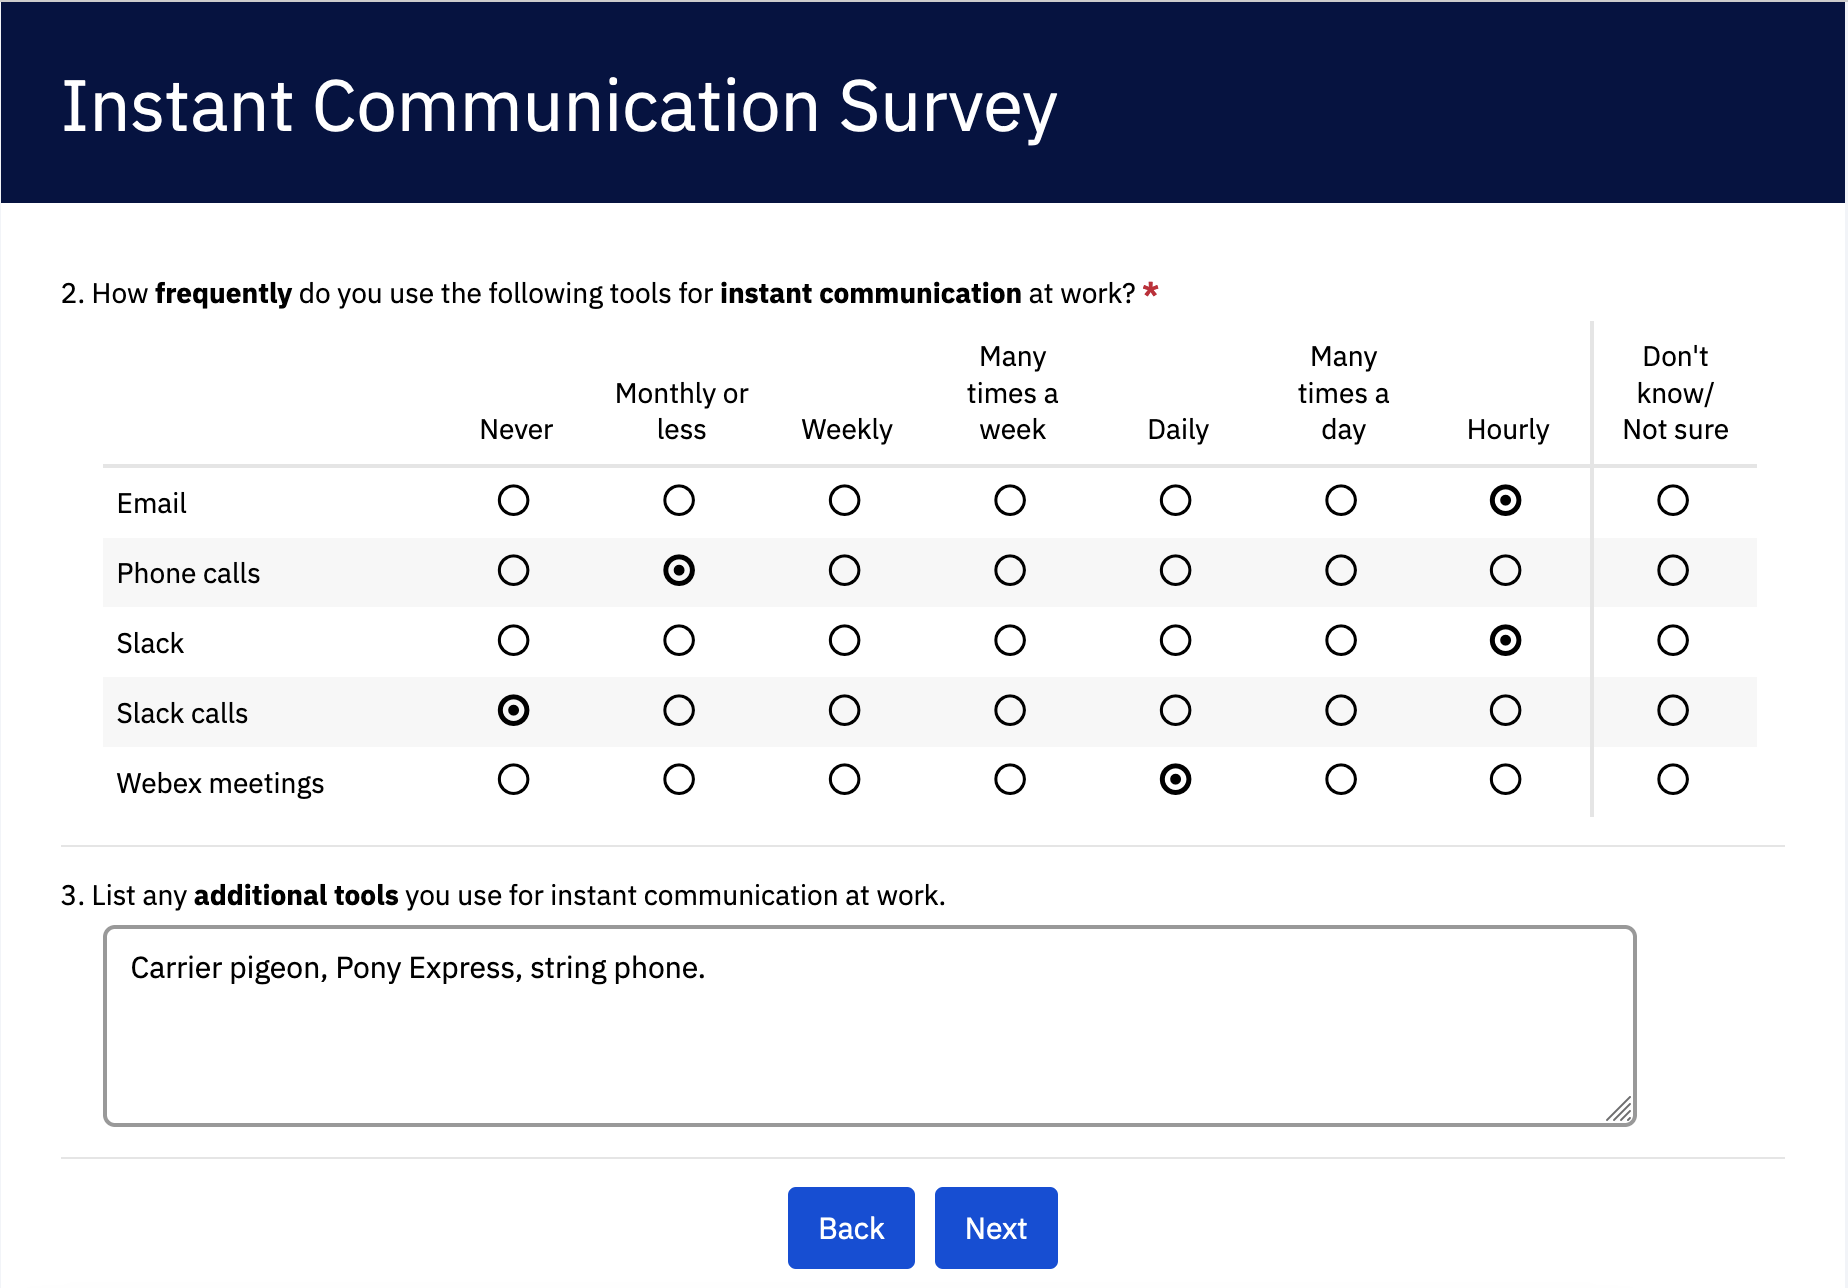 Instant Communication Survey
2. How frequently do you use the following tools for instant communication at work? *
Never
Monthly or
less
Weekly
Many
times a
week
Daily
Many
times a
day
Hourly
Don't
know/
Not sure
Email
Phone calls
Slack
Slack calls
Webex meetings
3. List any additional tools you use for instant communication at work.
Carrier pigeon, Pony Express, string phone.
Back
Next